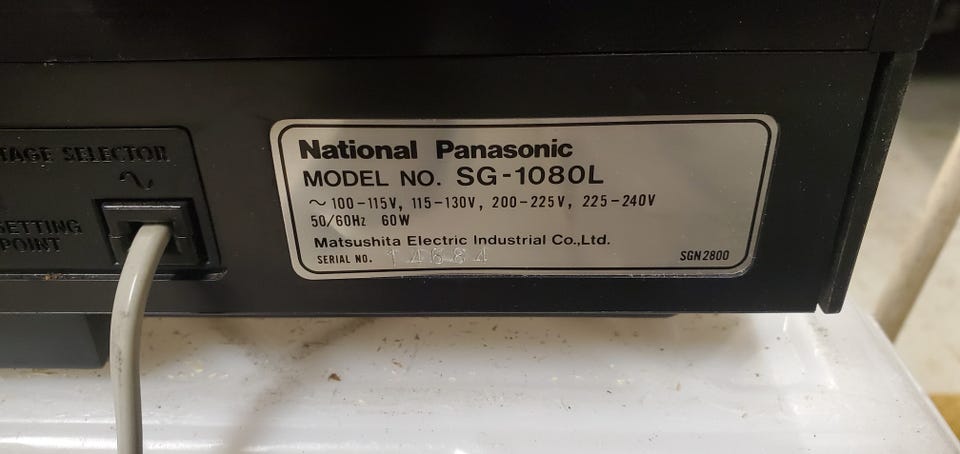 TAGE SELECTOR
∿
SETTING
POINT
National Panasonic
MODEL NO. SG-1080L
∼ 100-115V, 115-130V, 200-225V, 225-240V
50/60Hz 60W
Matsushita Electric Industrial Co.,Ltd.
SERIAL NO.
SGN2800